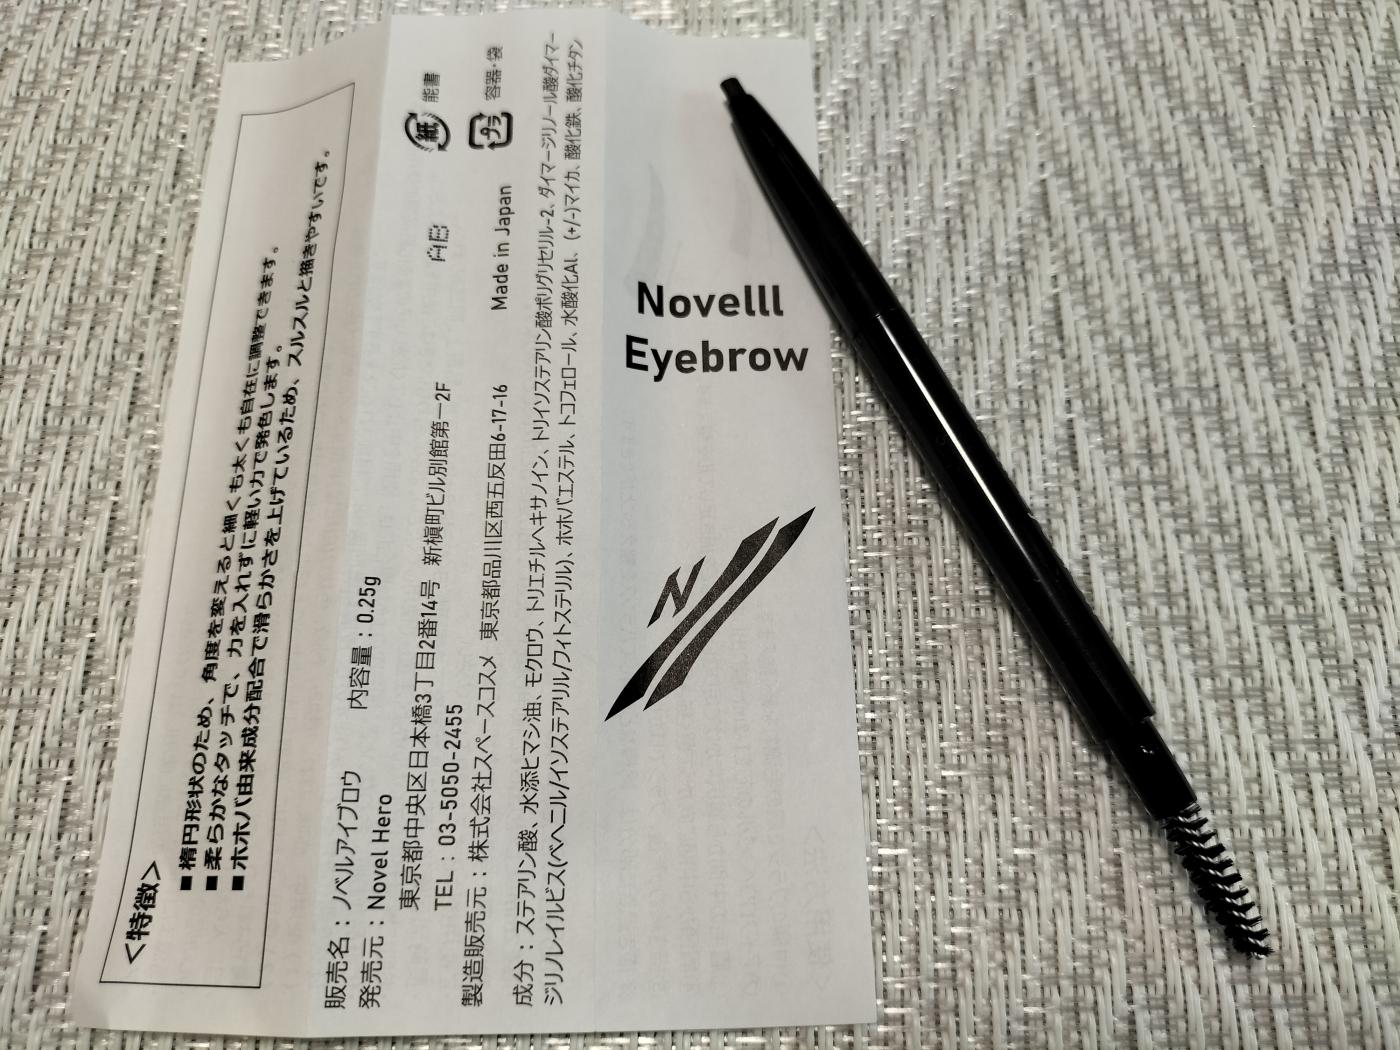 <特徴>
■ 楕円形状のため、角度を変えると細くも太くも自在に調整できます。
■ 柔らかなタッチで、力を入れずに軽い力で発色します。
■ ホホバ由来成分配合で滑らかさを上げているため、スルスルと描きやすいです。
販売名：ノベルアイブロウ 内容量：0.25g
発売元：Novel Hero
東京都中央区日本橋3丁目2番14号 新槇町ビル別館第一2F
TEL：03-5050-2455
製造販売元：株式会社スペースコスメ 東京都品川区西五反田6-17-16
Made in Japan
紙 能書
プラ 容器・袋
成分：ステアリン酸、水添ヒマシ油、モクロウ、トリエチルヘキサノイン、トリイソステアリン酸ポリグリセリル-2、ダイマージリノール酸ダイマー
ジリノレイルビス(ベヘニル/イソステアリル/フィトステリル)、ホホバエステル、トコフェロール、水酸化Al、(+/-)マイカ、酸化鉄、酸化チタン
Novelll
Eyebrow
N